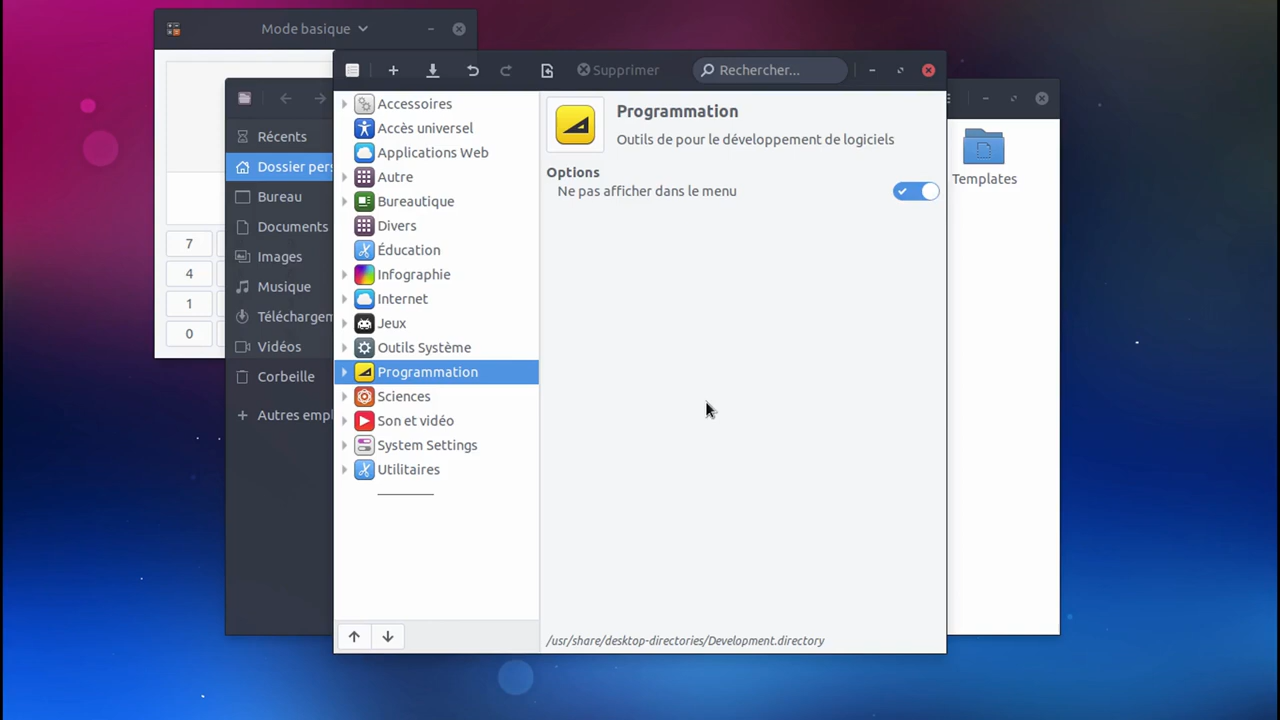 Mode basique
Supprimer
Rechercher...
Récents
Dossier pers
Bureau
Documents
Images
Musique
Téléchargem
Vidéos
Corbeille
Autres empl
7
4
1
0
Accessoires
Accès universel
Applications Web
Autre
Bureautique
Divers
Éducation
Infographie
Internet
Jeux
Outils Système
Programmation
Sciences
Son et vidéo
System Settings
Utilitaires
Programmation
Outils de pour le développement de logiciels
Options
Ne pas afficher dans le menu
/usr/share/desktop-directories/Development.directory
Templates